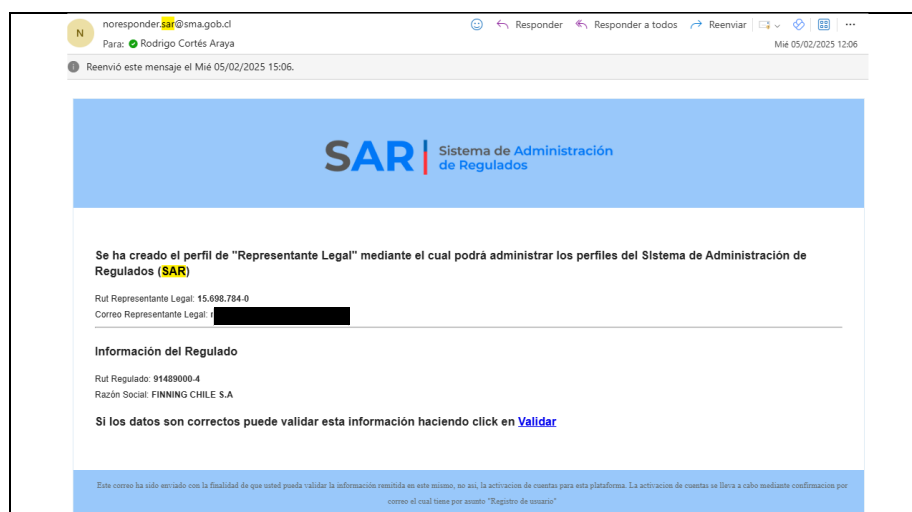 N
noresponder.sar@sma.gob.cl
Responder
Responder a todos
Reenviar
Para: Rodrigo Cortés Araya
Mié 05/02/2025 12:06
Reenvió este mensaje el Mié 05/02/2025 15:06.
SAR
Sistema de Administración
de Regulados
Se ha creado el perfil de "Representante Legal" mediante el cual podrá administrar los perfiles del SIstema de Administración de
Regulados (SAR)
Rut Representante Legal: 15.698.784-0
Correo Representante Legal: r
Información del Regulado
Rut Regulado: 91489000-4
Razón Social: FINNING CHILE S.A
Si los datos son correctos puede validar esta información haciendo click en Validar
Este correo ha sido enviado con la finalidad de que usted pueda validar la información remitida en este mismo, no asi, la activacion de cuentas para esta plataforma. La activacion de cuentas se lleva a cabo mediante confirmacion por
correo el cual tiene por asunto "Registro de usuario"